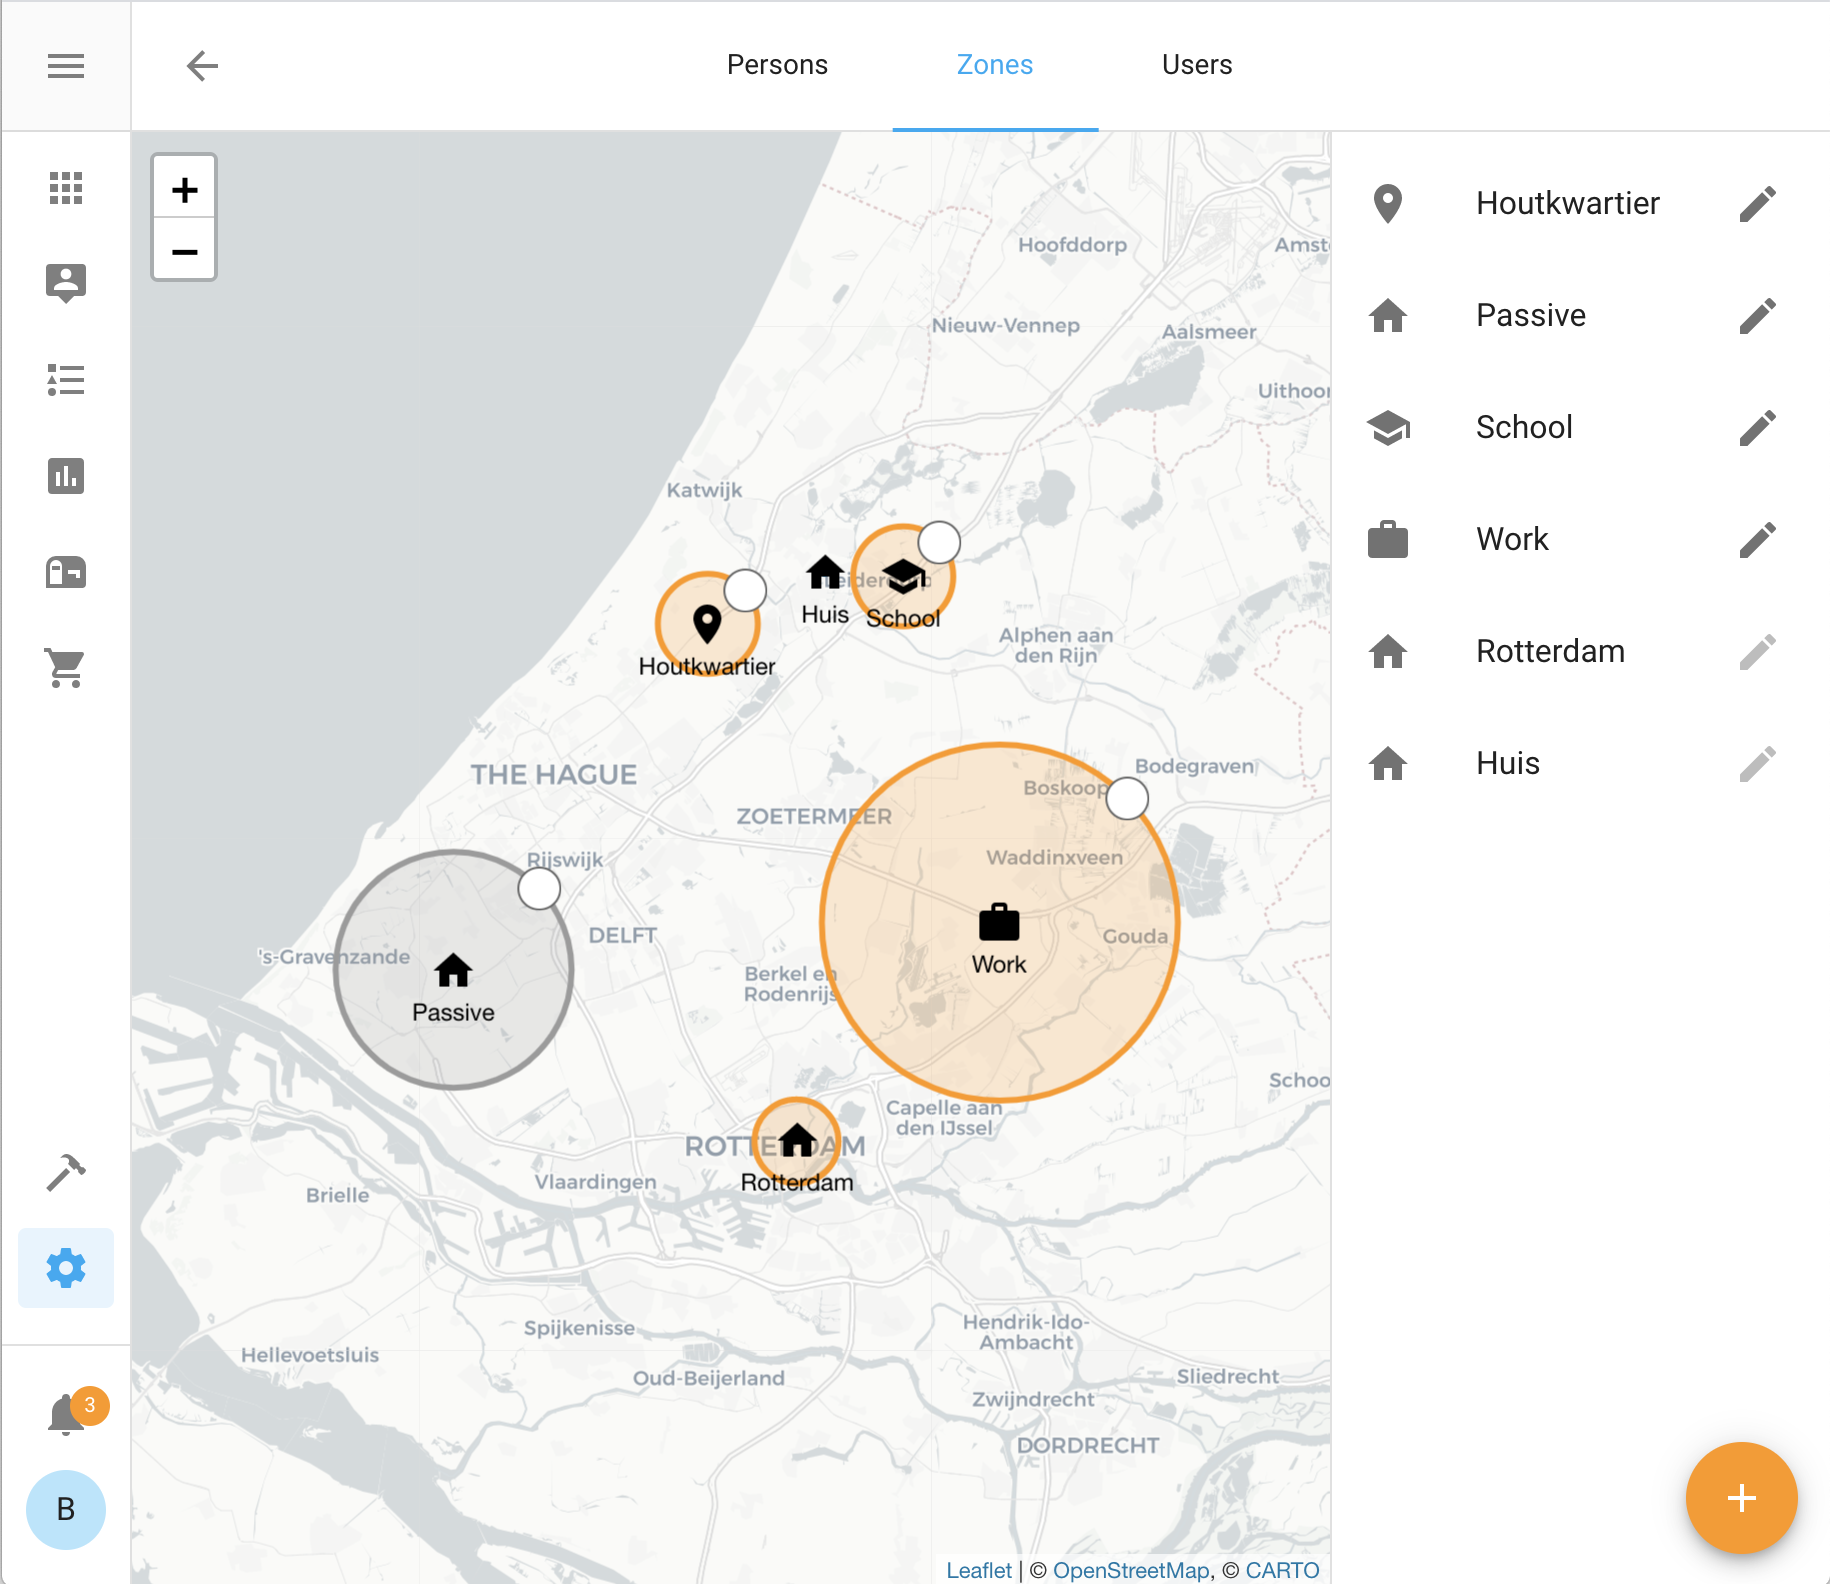 Persons
Zones
Users
+
−
Hoofddorp
Amst
Nieuw-Vennep
Aalsmeer
Uithoor
Katwijk
Huis
School
Houtkwartier
Alphen aan
den Rijn
THE HAGUE
Bodegraven
Boskoop
ZOETERMEER
Rijswijk
Waddinxveen
DELFT
Gouda
's-Gravenzande
Berkel en
Rodenrijs
Work
Passive
Schoo
Capelle aan
den IJssel
ROTTERDAM
Rotterdam
Vlaardingen
Brielle
Spijkenisse
Hendrik-Ido-
Ambacht
Hellevoetsluis
Oud-Beijerland
Sliedrecht
Zwijndrecht
DORDRECHT
Leaflet | © OpenStreetMap, © CARTO
Houtkwartier
Passive
School
Work
Rotterdam
Huis
3
B
+